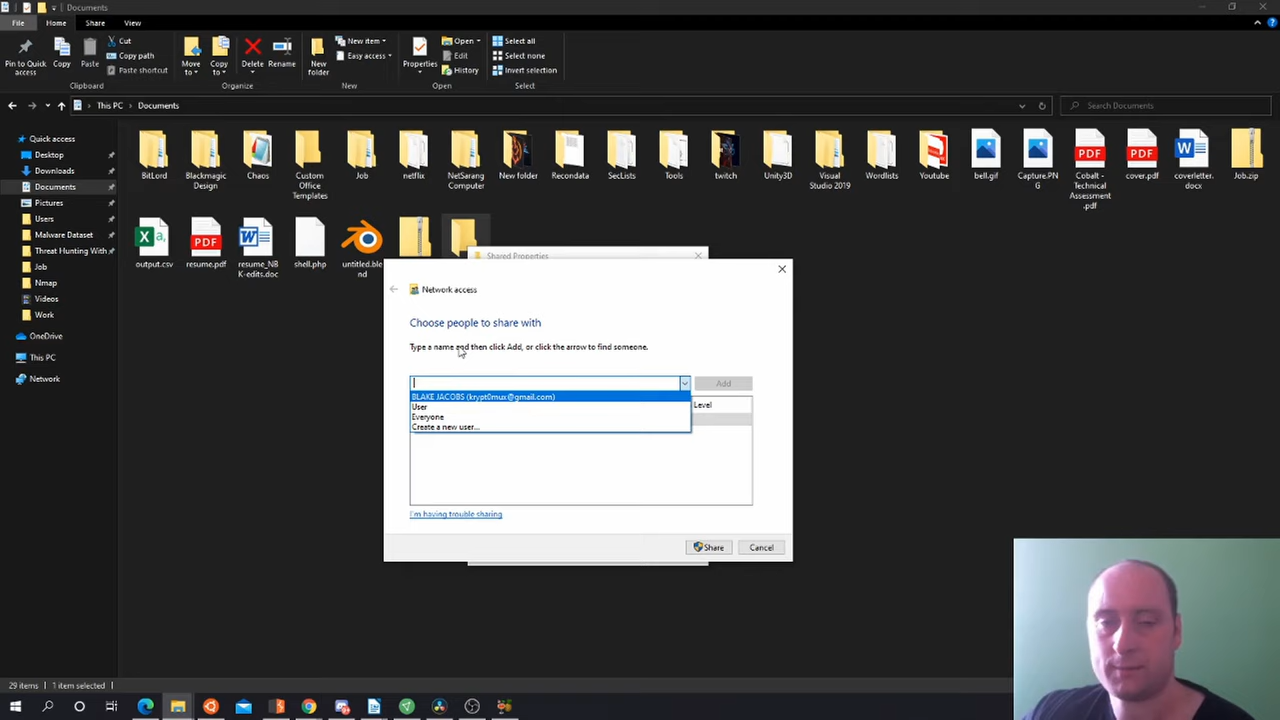 Documents
File
Home
Share
View
Pin to Quick access
Copy
Paste
Cut
Copy path
Paste shortcut
Clipboard
Move to
Copy to
Delete
Rename
Organize
New folder
New item
Easy access
New
Properties
Open
Edit
History
Open
Select all
Select none
Invert selection
Select
This PC
Documents
Search Documents
Quick access
Desktop
Downloads
Documents
Pictures
Users
Malware Dataset
Threat Hunting With
Job
Nmap
Videos
Work
OneDrive
This PC
Network
BitLord
Blackmagic Design
Chaos
Custom Office Templates
Job
netflix
NetSarang Computer
New folder
Recondata
SecLists
Tools
twitch
Unity3D
Visual Studio 2019
Wordlists
Youtube
bell.gif
Capture.PNG
Cobalt - Technical Assessment.pdf
cover.pdf
coverletter.docx
Job.zip
output.csv
resume.pdf
resume_NBK-edits.doc
shell.php
untitled.blend
Shared Properties
Network access
Choose people to share with
Type a name and then click Add, or click the arrow to find someone.
Add
BLAKE JACOBS (krypt0mux@gmail.com)
User
Everyone
Create a new user...
Level
I'm having trouble sharing
Share
Cancel
29 items
1 item selected